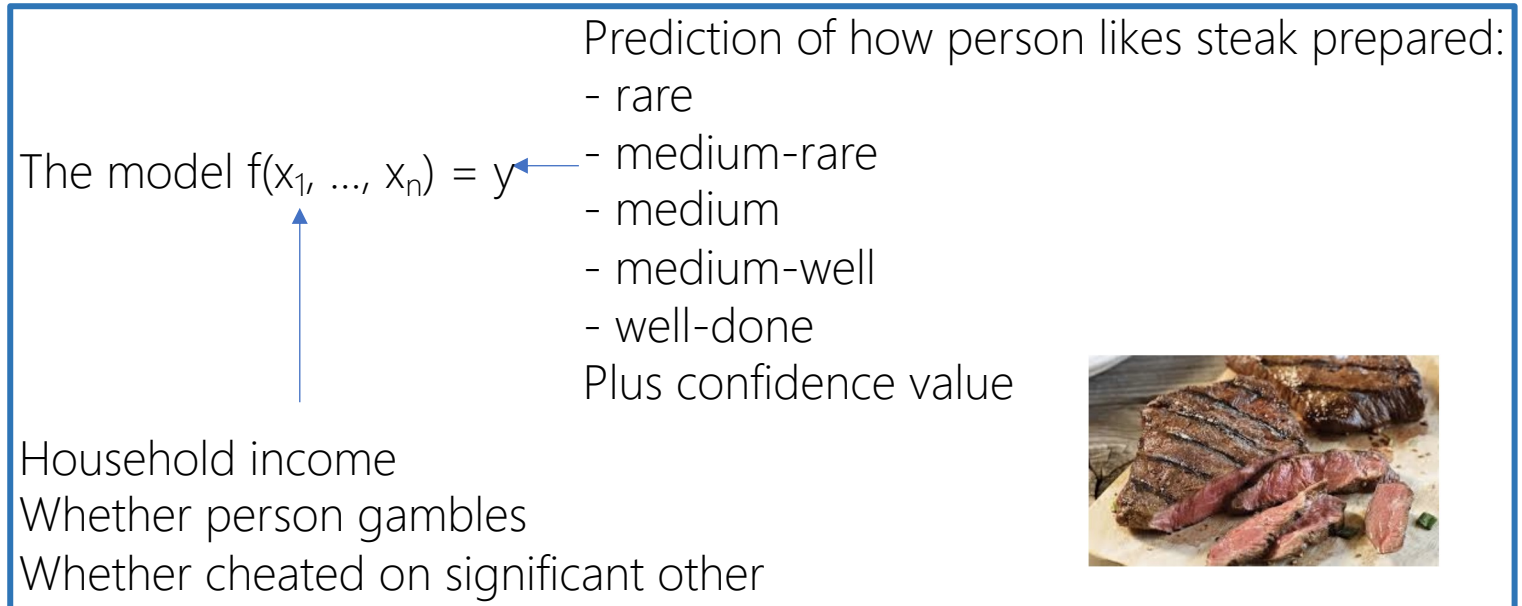 Prediction of how person likes steak prepared:
- rare
- medium-rare
- medium
- medium-well
- well-done
Plus confidence value
The model f(x₁, ..., xₙ) = y
Household income
Whether person gambles
Whether cheated on significant other